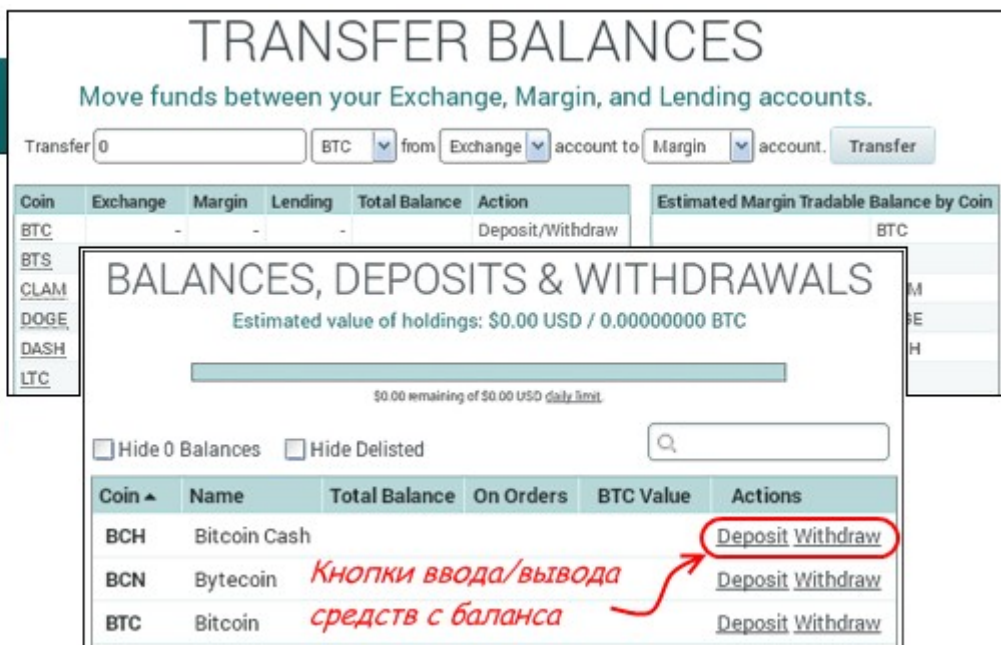 TRANSFER BALANCES
Move funds between your Exchange, Margin, and Lending accounts.
Transfer 0 BTC from Exchange account to Margin account. Transfer
Coin Exchange Margin Lending Total Balance Action Estimated Margin Tradable Balance by Coin
BTC - - - Deposit/Withdraw BTC
BTS
CLAM M
DOGE GE
DASH H
LTC
BALANCES, DEPOSITS & WITHDRAWALS
Estimated value of holdings: $0.00 USD / 0.00000000 BTC
$0.00 remaining of $0.00 USD daily limit.
Hide 0 Balances Hide Delisted
Coin ▲ Name Total Balance On Orders BTC Value Actions
BCH Bitcoin Cash Deposit Withdraw
BCN Bytecoin Deposit Withdraw
BTC Bitcoin Deposit Withdraw
Кнопки ввода/вывода
средств с баланса